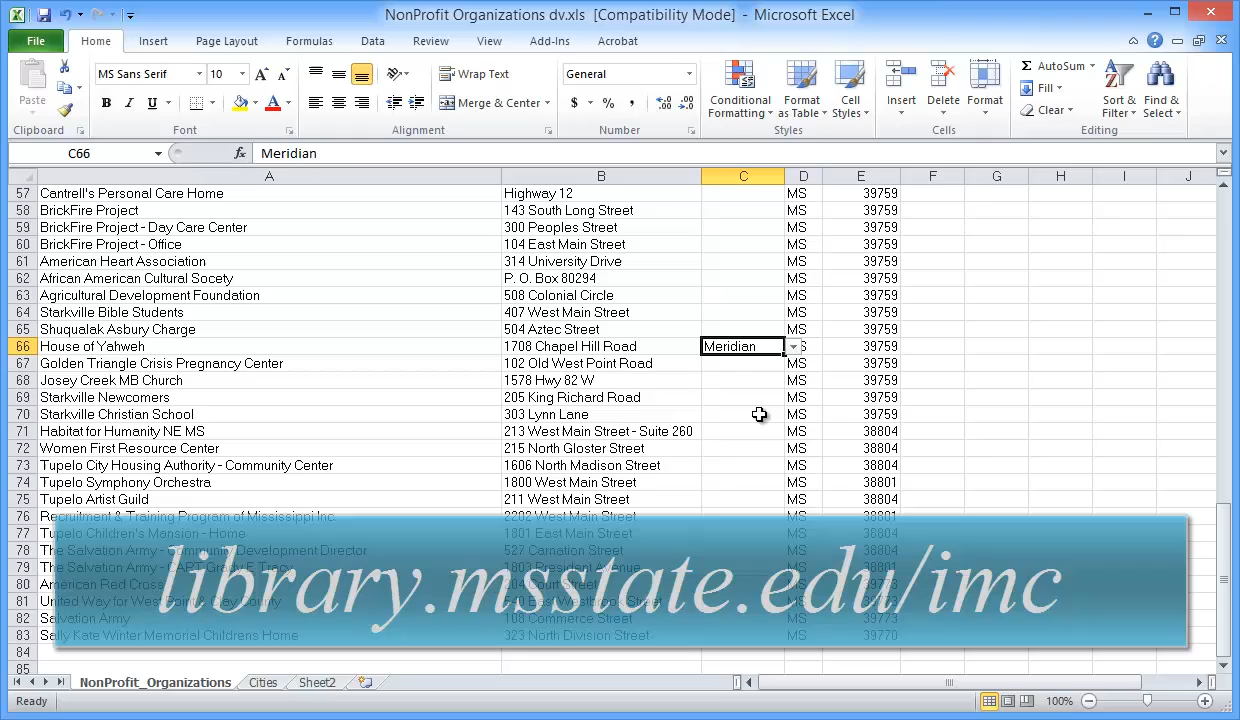 NonProfit Organizations dv.xls [Compatibility Mode] - Microsoft Excel
File Home Insert Page Layout Formulas Data Review View Add-Ins Acrobat
Paste
MS Sans Serif 10
Wrap Text
Merge & Center
General
$ % ,
Conditional Formatting
Format as Table
Cell Styles
Insert Delete Format
AutoSum
Fill
Clear
Sort & Filter
Find & Select
Clipboard Font Alignment Number Styles Cells Editing
C66 fx Meridian
A B C D E F G H I J
57 Cantrell's Personal Care Home Highway 12 MS 39759
58 BrickFire Project 143 South Long Street MS 39759
59 BrickFire Project - Day Care Center 300 Peoples Street MS 39759
60 BrickFire Project - Office 104 East Main Street MS 39759
61 American Heart Association 314 University Drive MS 39759
62 African American Cultural Socety P. O. Box 80294 MS 39759
63 Agricultural Development Foundation 508 Colonial Circle MS 39759
64 Starkville Bible Students 407 West Main Street MS 39759
65 Shuqualak Asbury Charge 504 Aztec Street MS 39759
66 House of Yahweh 1708 Chapel Hill Road Meridian S 39759
67 Golden Triangle Crisis Pregnancy Center 102 Old West Point Road MS 39759
68 Josey Creek MB Church 1578 Hwy 82 W MS 39759
69 Starkville Newcomers 205 King Richard Road MS 39759
70 Starkville Christian School 303 Lynn Lane MS 39759
71 Habitat for Humanity NE MS 213 West Main Street - Suite 260 MS 38804
72 Women First Resource Center 215 North Gloster Street MS 38804
73 Tupelo City Housing Authority - Community Center 1606 North Madison Street MS 38804
74 Tupelo Symphony Orchestra 1800 West Main Street MS 38801
75 Tupelo Artist Guild 211 West Main Street MS 38804
76 Recruitment & Training Program of Mississippi Inc. 2202 West Main Street MS 38801
77 Tupelo Children's Mansion - Home 1801 East Main Street MS 38804
78 The Salvation Army - Community Development Director 527 Carnation Street MS 38804
79 The Salvation Army - CART Grady E Tracy 1803 President Avenue MS 38801
80 American Red Cross 204 Court Street MS 39773
81 United Way for West Point & Clay County 540 East Westbrook Street MS 39773
82 Salvation Army 108 Commerce Street MS 39773
83 Sally Kate Winter Memorial Childrens Home 323 North Division Street MS 39770
84
85
library.msstate.edu/imc
NonProfit_Organizations Cities Sheet2
Ready 100%